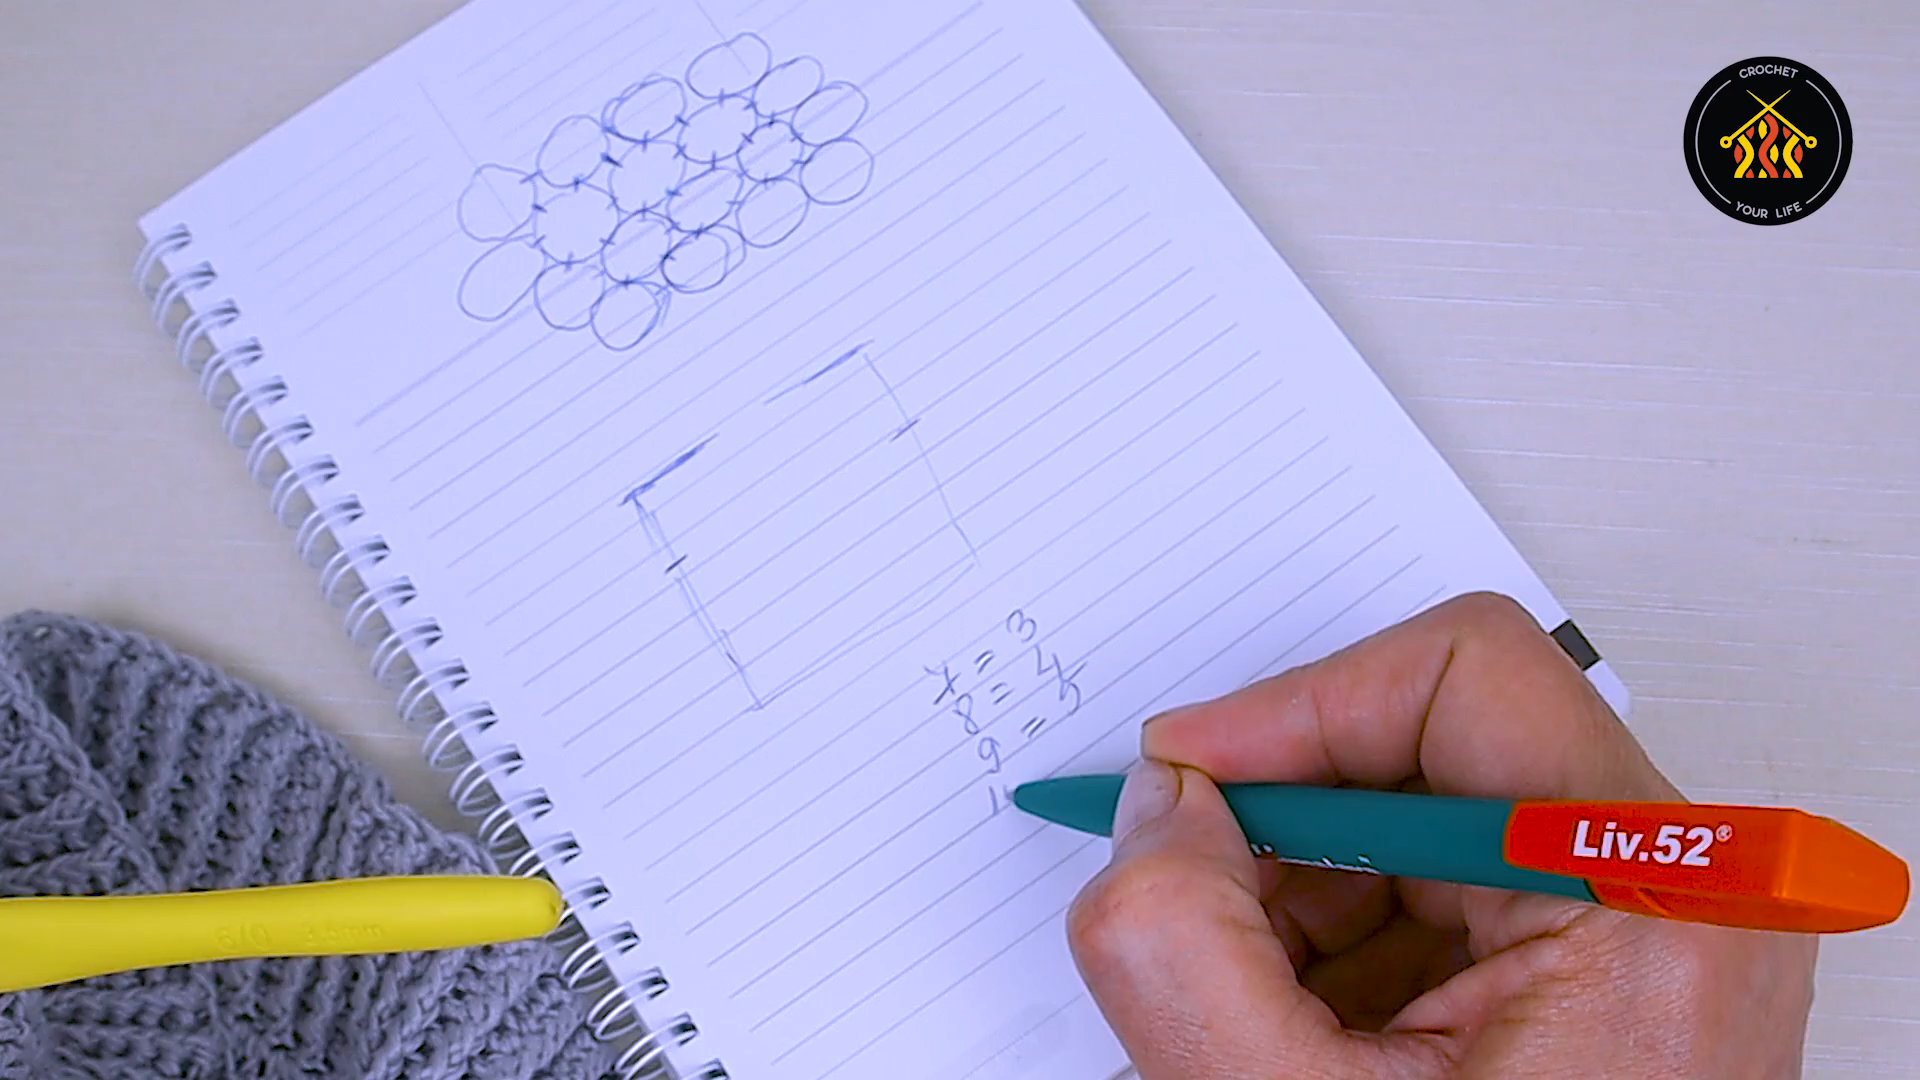 CROCHET
YOUR LIFE
7 = 3
8 = 4
9 = 5
Liv.52®